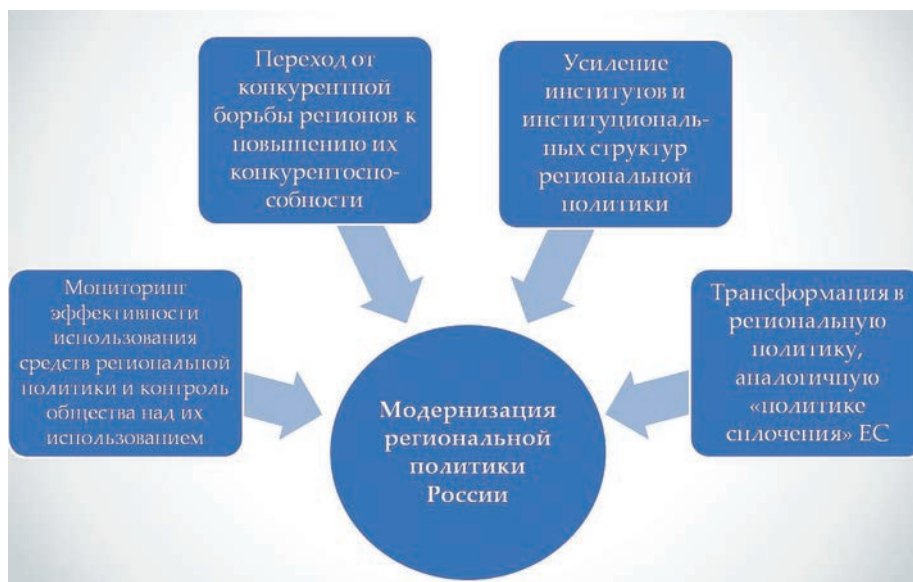 Переход от
конкурентной
борьбы регионов к
повышению их
конкурентоспо-
собности
Усиление
институтов и
институциональ-
ных структур
региональной
политики
Мониторинг
эффективности
использования
средств региональной
политики и контроль
общества над их
использованием
Трансформация в
региональную
политику,
аналогичную
«политике
сплочения» ЕС
Модернизация
региональной
политики
России